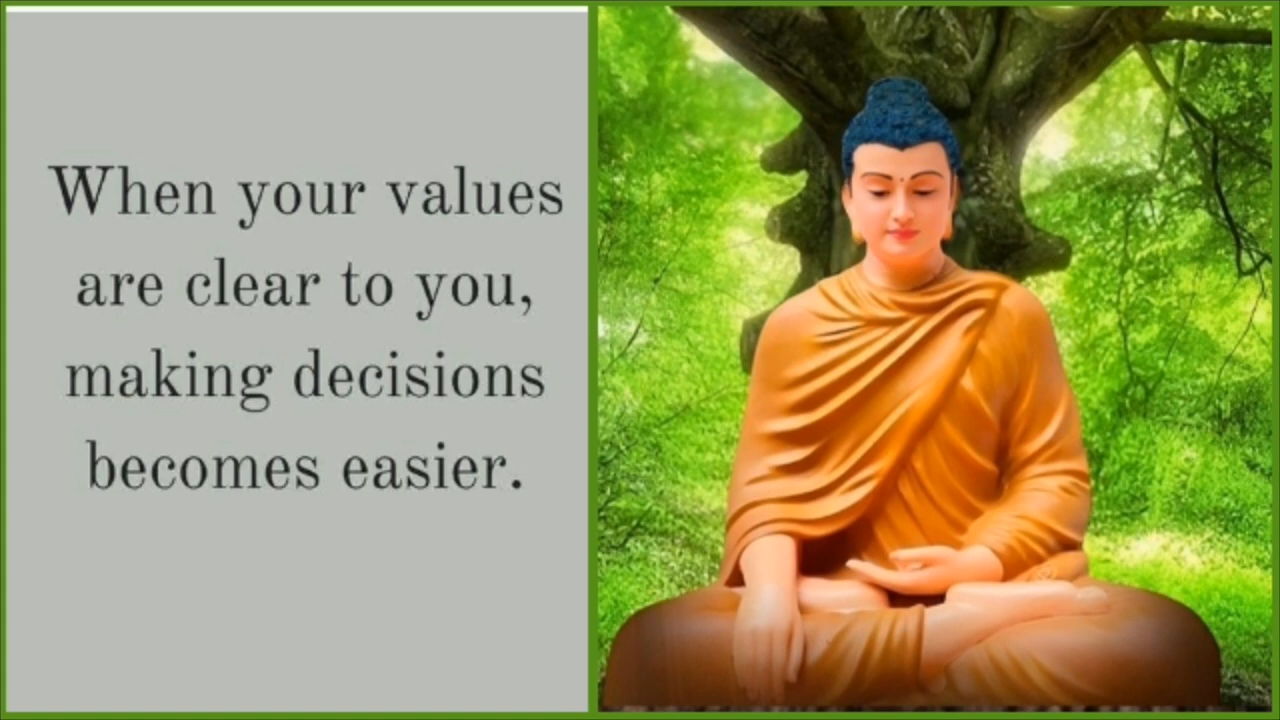 When your values
are clear to you,
making decisions
becomes easier.